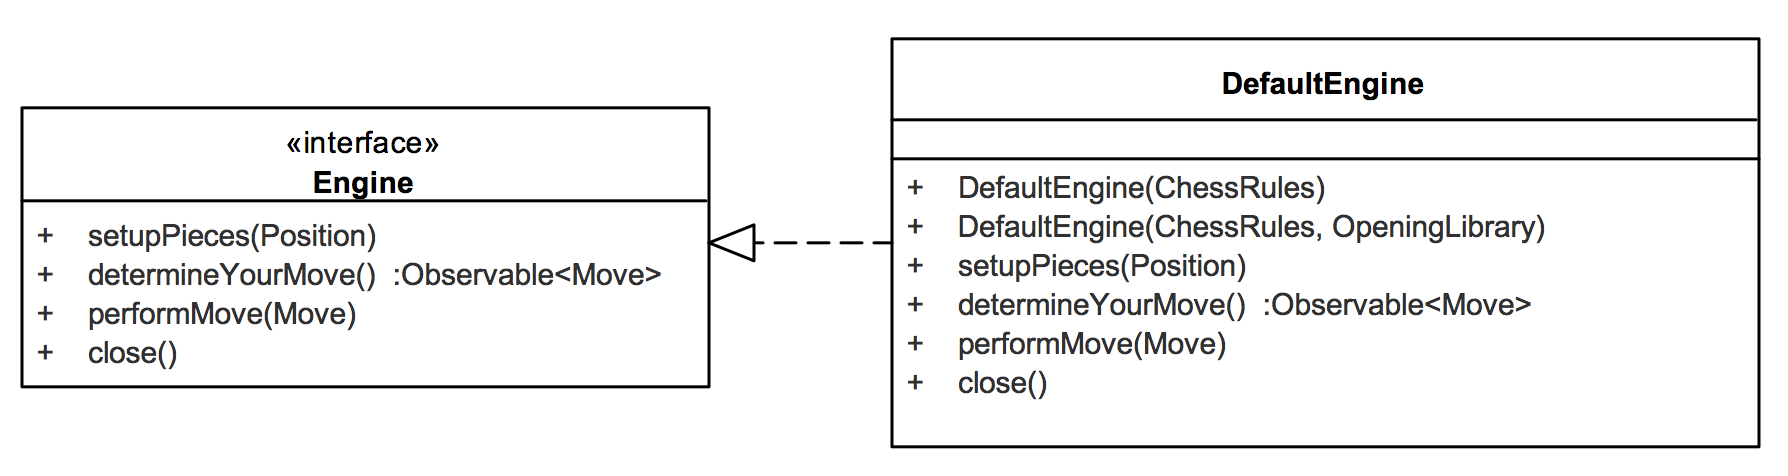 «interface»
Engine
+ setupPieces(Position)
+ determineYourMove() :Observable<Move>
+ performMove(Move)
+ close()
DefaultEngine
+ DefaultEngine(ChessRules)
+ DefaultEngine(ChessRules, OpeningLibrary)
+ setupPieces(Position)
+ determineYourMove() :Observable<Move>
+ performMove(Move)
+ close()